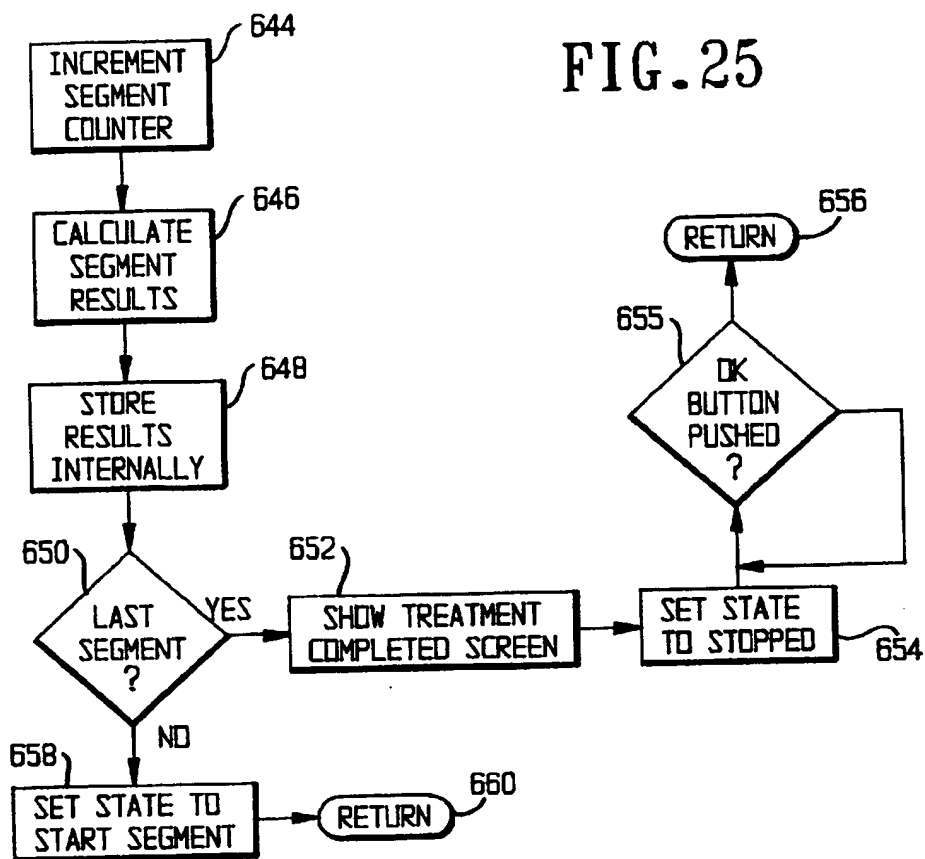 FIG.25
644
INCREMENT
SEGMENT
COUNTER
646
CALCULATE
SEGMENT
RESULTS
648
STORE
RESULTS
INTERNALLY
650
LAST
SEGMENT
?
YES
NO
652
SHOW TREATMENT
COMPLETED SCREEN
SET STATE
TO STOPPED
654
655
OK
BUTTON
PUSHED
?
656
RETURN
658
SET STATE TO
START SEGMENT
RETURN
660